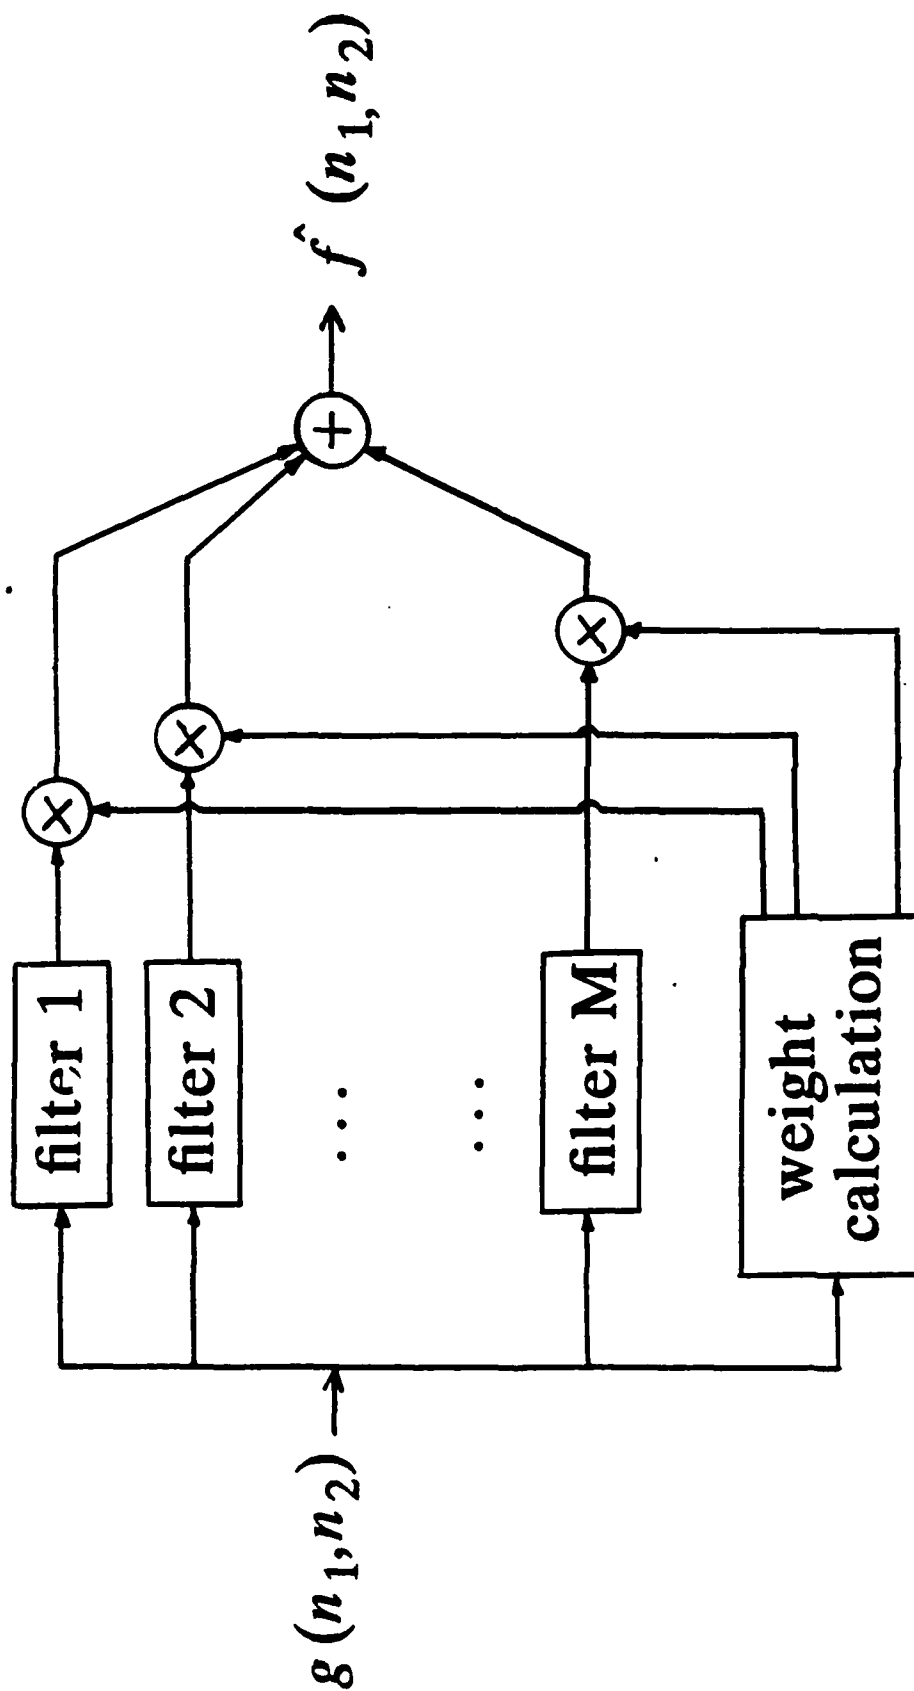 g (n1,n2)
filter 1
filter 2
. . .
. . .
filter M
weight
calculation
×
×
×
+
f̂ (n1,n2)